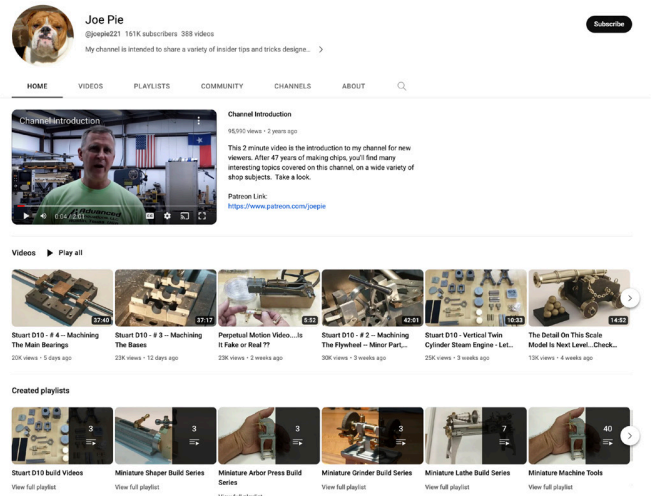 Joe Pie
@joepie221 161K subscribers 388 videos
My channel is intended to share a variety of insider tips and tricks designe...
Subscribe
HOME VIDEOS PLAYLISTS COMMUNITY CHANNELS ABOUT
Channel Introduction
Advanced
0:04 / 2:01
Channel Introduction
95,990 views • 2 years ago
This 2 minute video is the introduction to my channel for new
viewers. After 47 years of making chips, you'll find many
interesting topics covered on this channel, on a wide variety of
shop subjects. Take a look.
Patreon Link:
https://www.patreon.com/joepie
Videos Play all
37:40
37:17
5:52
42:01
10:33
14:52
Stuart D10 - # 4 -- Machining
The Main Bearings
20K views • 5 days ago
Stuart D10 - # 3 -- Machining
The Bases
23K views • 12 days ago
Perpetual Motion Video....Is
It Fake or Real ??
23K views • 2 weeks ago
Stuart D10 - # 2 -- Machining
The Flywheel -- Minor Part,...
30K views • 3 weeks ago
Stuart D10 - Vertical Twin
Cylinder Steam Engine - Let...
25K views • 3 weeks ago
The Detail On This Scale
Model Is Next Level...Check...
13K views • 4 weeks ago
Created playlists
3
3
3
3
7
40
Stuart D10 build Videos
View full playlist
Miniature Shaper Build Series
View full playlist
Miniature Arbor Press Build
Series
View full playlist
Miniature Grinder Build Series
View full playlist
Miniature Lathe Build Series
View full playlist
Miniature Machine Tools
View full playlist